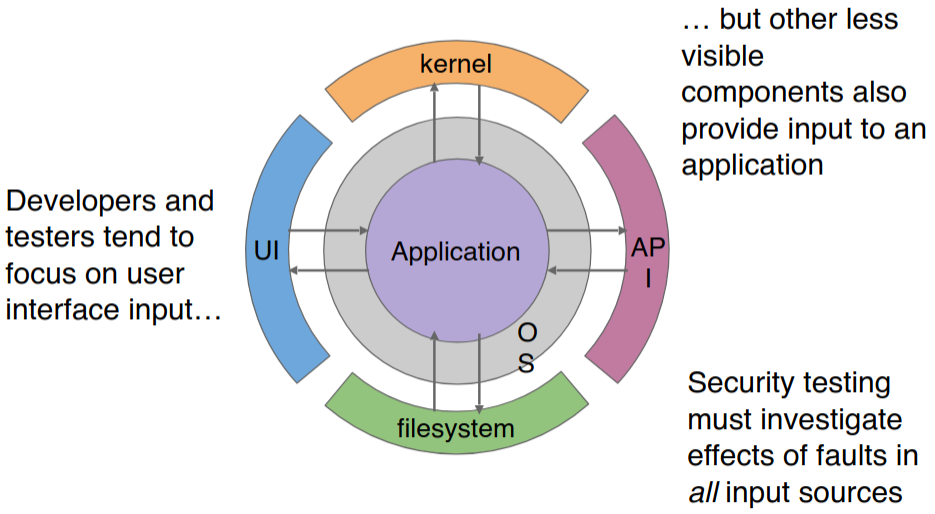 … but other less
visible
components also
provide input to an
application
kernel
Developers and
testers tend to
focus on user
interface input…
UI
Application
AP
I
O
S
filesystem
Security testing
must investigate
effects of faults in
all input sources